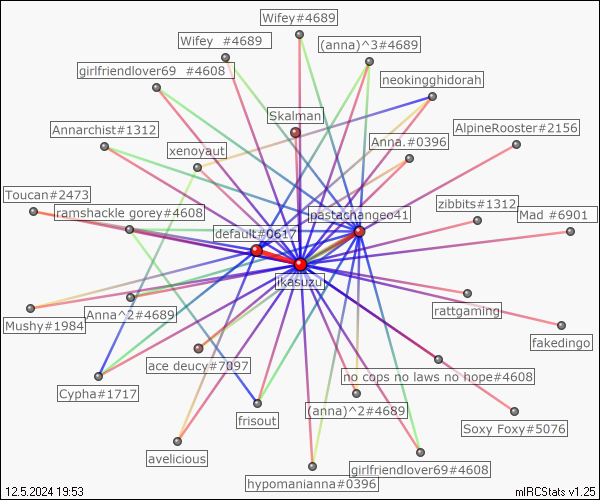 Wifey#4689
Wifey  #4689
(anna)^3#4689
girlfriendlover69  #4608
neokingghidorah
Skalman
Annarchist#1312
AlpineRooster#2156
Anna.#0396
xenovaut
Toucan#2473
ramshackle gorey#4608
zibbits#1312
pastachangeo41
Mad  #6901
default#0617
ikasuzu
rattgaming
Anna^2#4689
Mushy#1984
fakedingo
ace deucy#7097
no cops no laws no hope#4608
Cypha#1717
(anna)^2#4689
frisout
Soxy Foxy#5076
avelicious
girlfriendlover69#4608
hypomanianna#0396
12.5.2024 19:53
mIRCStats v1.25